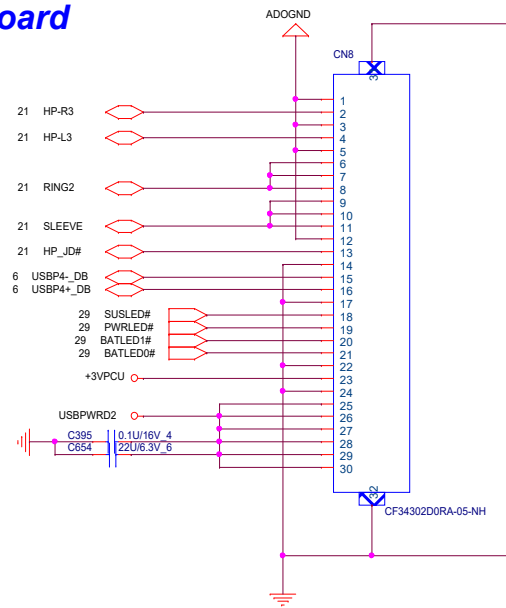 oard
ADOGND
CN8
31
1
21 HP-R3 2
3
21 HP-L3 4
5
6
7
21 RING2 8
9
10
21 SLEEVE 11
12
21 HP_JD# 13
14
6 USBP4-_DB 15
6 USBP4+_DB 16
17
29 SUSLED# 18
29 PWRLED# 19
29 BATLED1# 20
29 BATLED0# 21
22
+3VPCU 23
24
25
USBPWRD2 26
27
C395 0.1U/16V_4 28
C654 22U/6.3V_6 29
30
32
CF34302D0RA-05-NH